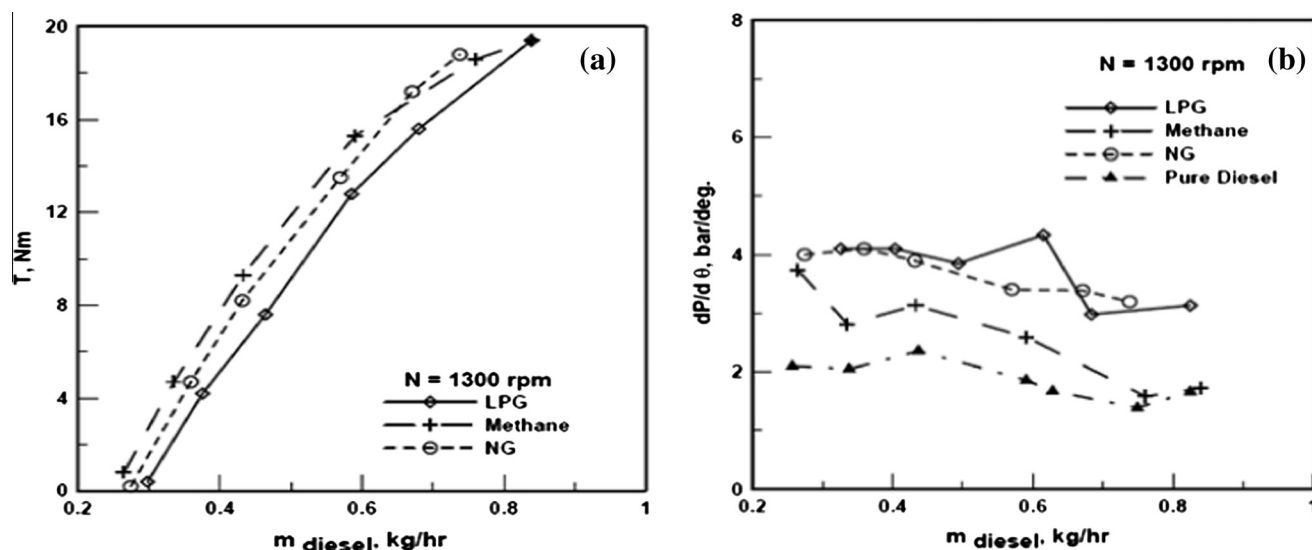 20
16
12
8
4
0
T, Nm
(a)
N = 1300 rpm
LPG
Methane
NG
0.2
0.4
0.6
0.8
1
m diesel, kg/hr
8
6
4
2
0
dP/d θ, bar/deg.
N = 1300 rpm
(b)
LPG
Methane
NG
Pure Diesel
0.2
0.4
0.6
0.8
1
m diesel, kg/hr